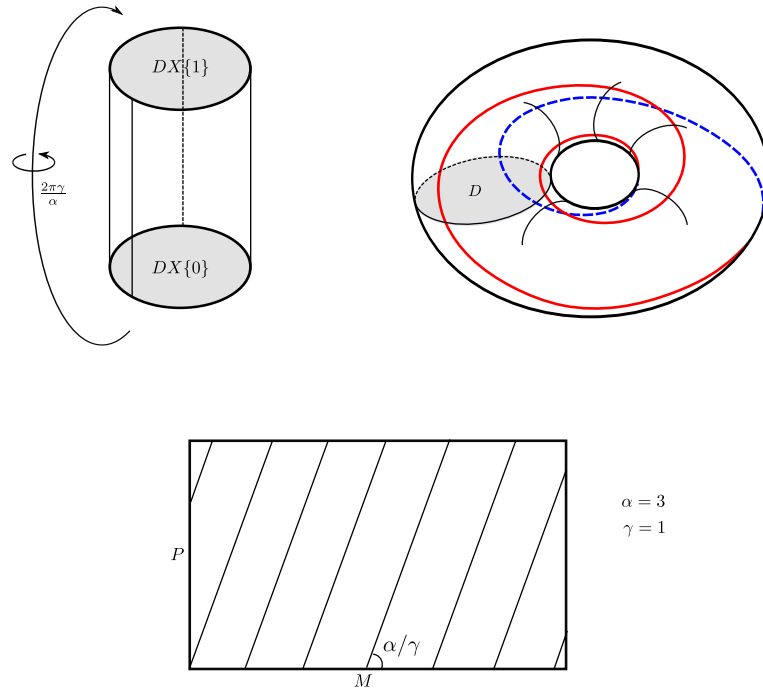 DX{1}
2πγ/α
DX{0}
D
α = 3
γ = 1
P
α/γ
M